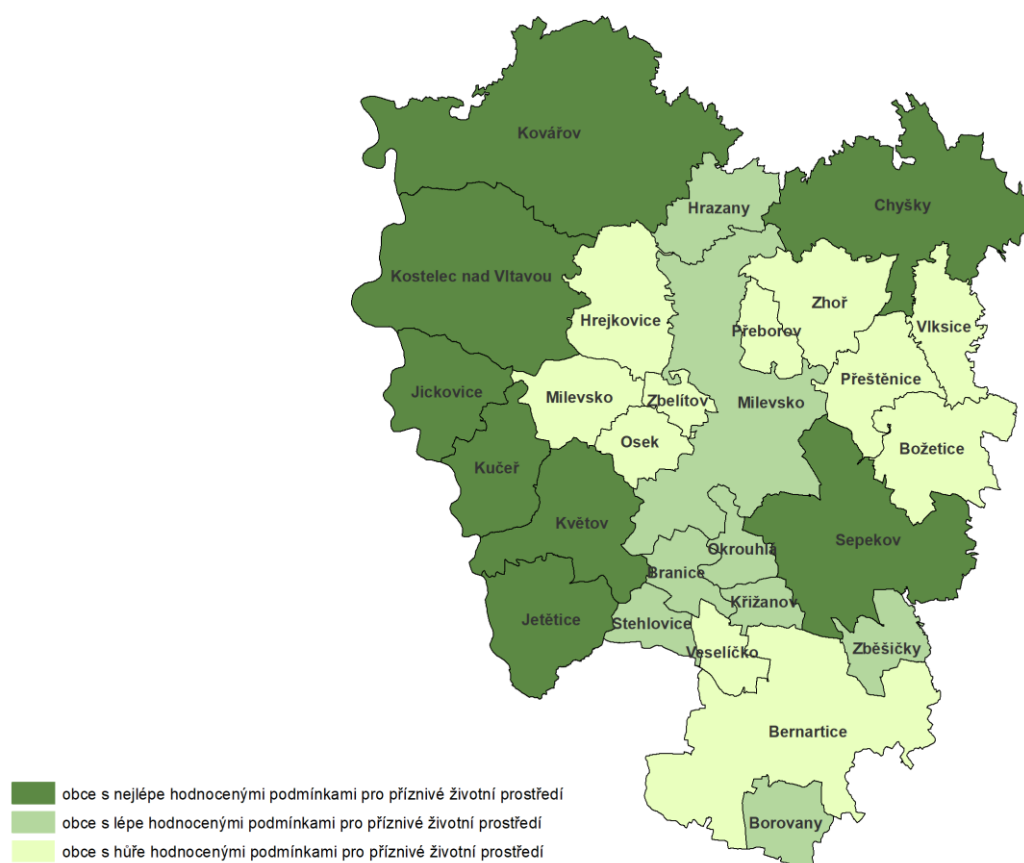 Kovářov
Hrazany
Chyšky
Kostelec nad Vltavou
Zhoř
Hrejkovice
Přeborov
Vlksice
Přeštěnice
Jickovice
Milevsko
Zbelítov
Milevsko
Osek
Božetice
Kučeř
Květov
Sepekov
Okrouhlá
Branice
Křižanov
Jetětice
Stehlovice
Veselíčko
Zběšičky
Bernartice
obce s nejlépe hodnocenými podmínkami pro příznivé životní prostředí
obce s lépe hodnocenými podmínkami pro příznivé životní prostředí
Borovany
obce s hůře hodnocenými podmínkami pro příznivé životní prostředí